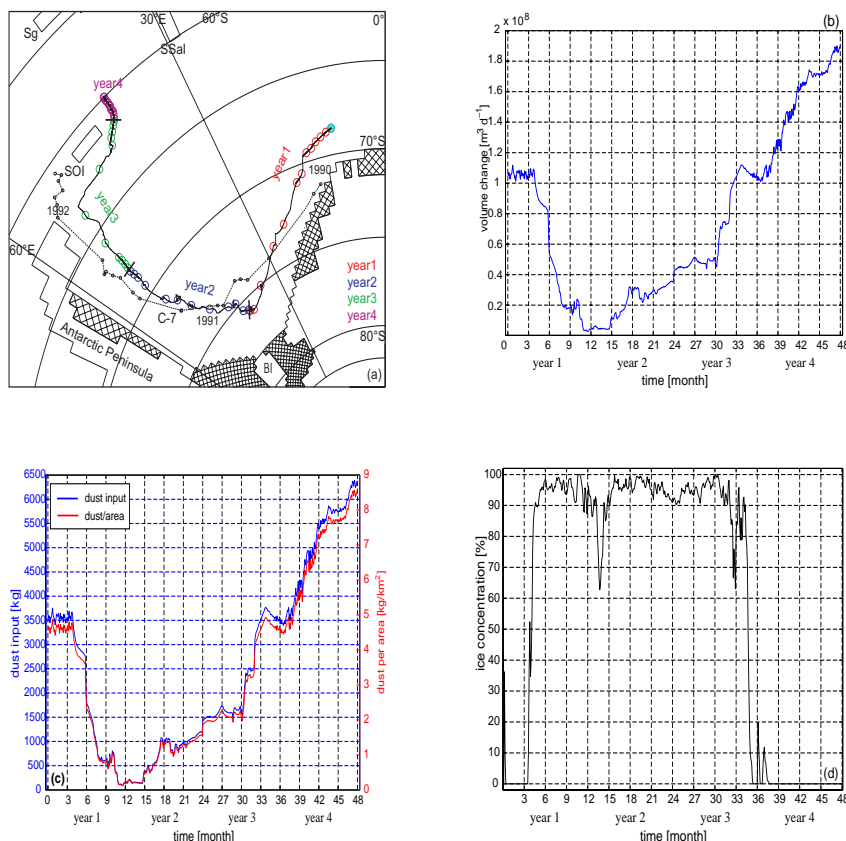 30°E
60°S
0°
Sg
SSaI
year4
70°S
year1
1990
SOI
1992
year3
60°E
year1
year2
year3
year4
year2
C-7
1991
80°S
Antarctic Peninsula
BI
(a)
x 10⁸
(b)
2
1.8
1.6
1.4
1.2
1
0.8
0.6
0.4
0.2
volume change [m³ d⁻¹]
0 3 6 9 12 15 18 21 24 27 30 33 36 39 42 45 48
year 1 year 2 year 3 year 4
time [month]
6500
6000
5500
5000
4500
4000
3500
3000
2500
2000
1500
1000
500
0
dust input [kg]
dust input
dust/area
9
8
7
6
5
4
3
2
1
0
dust per area [kg/km²]
(c)
0 3 6 9 12 15 18 21 24 27 30 33 36 39 42 45 48
year 1 year 2 year 3 year 4
time [month]
100
90
80
70
60
50
40
30
20
10
0
ice concentration [%]
(d)
3 6 9 12 15 18 21 24 27 30 33 36 39 42 45 48
year 1 year 2 year 3 year 4
time [month]